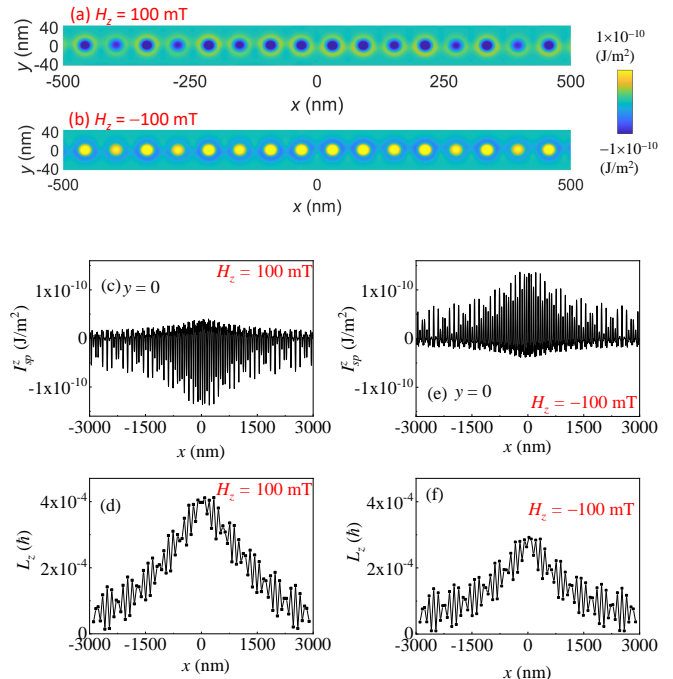 (a) H_z = 100 mT
y (nm)
40
0
-40
-500
-250
0
250
500
x (nm)
1×10⁻¹⁰
(J/m²)
−1×10⁻¹⁰
(J/m²)
(b) H_z = −100 mT
y (nm)
40
0
-40
-500
0
500
x (nm)
(c) y = 0
H_z = 100 mT
I^z_sp (J/m²)
1x10⁻¹⁰
0
-1x10⁻¹⁰
-3000 -1500 0 1500 3000
x (nm)
(e) y = 0
H_z = −100 mT
I^z_sp (J/m²)
1x10⁻¹⁰
0
-1x10⁻¹⁰
-3000 -1500 0 1500 3000
x (nm)
(d)
H_z = 100 mT
L_z (ℏ)
4x10⁻⁴
2x10⁻⁴
0
-3000 -1500 0 1500 3000
x (nm)
(f)
H_z = −100 mT
L_z (ℏ)
4x10⁻⁴
2x10⁻⁴
0
-3000 -1500 0 1500 3000
x (nm)